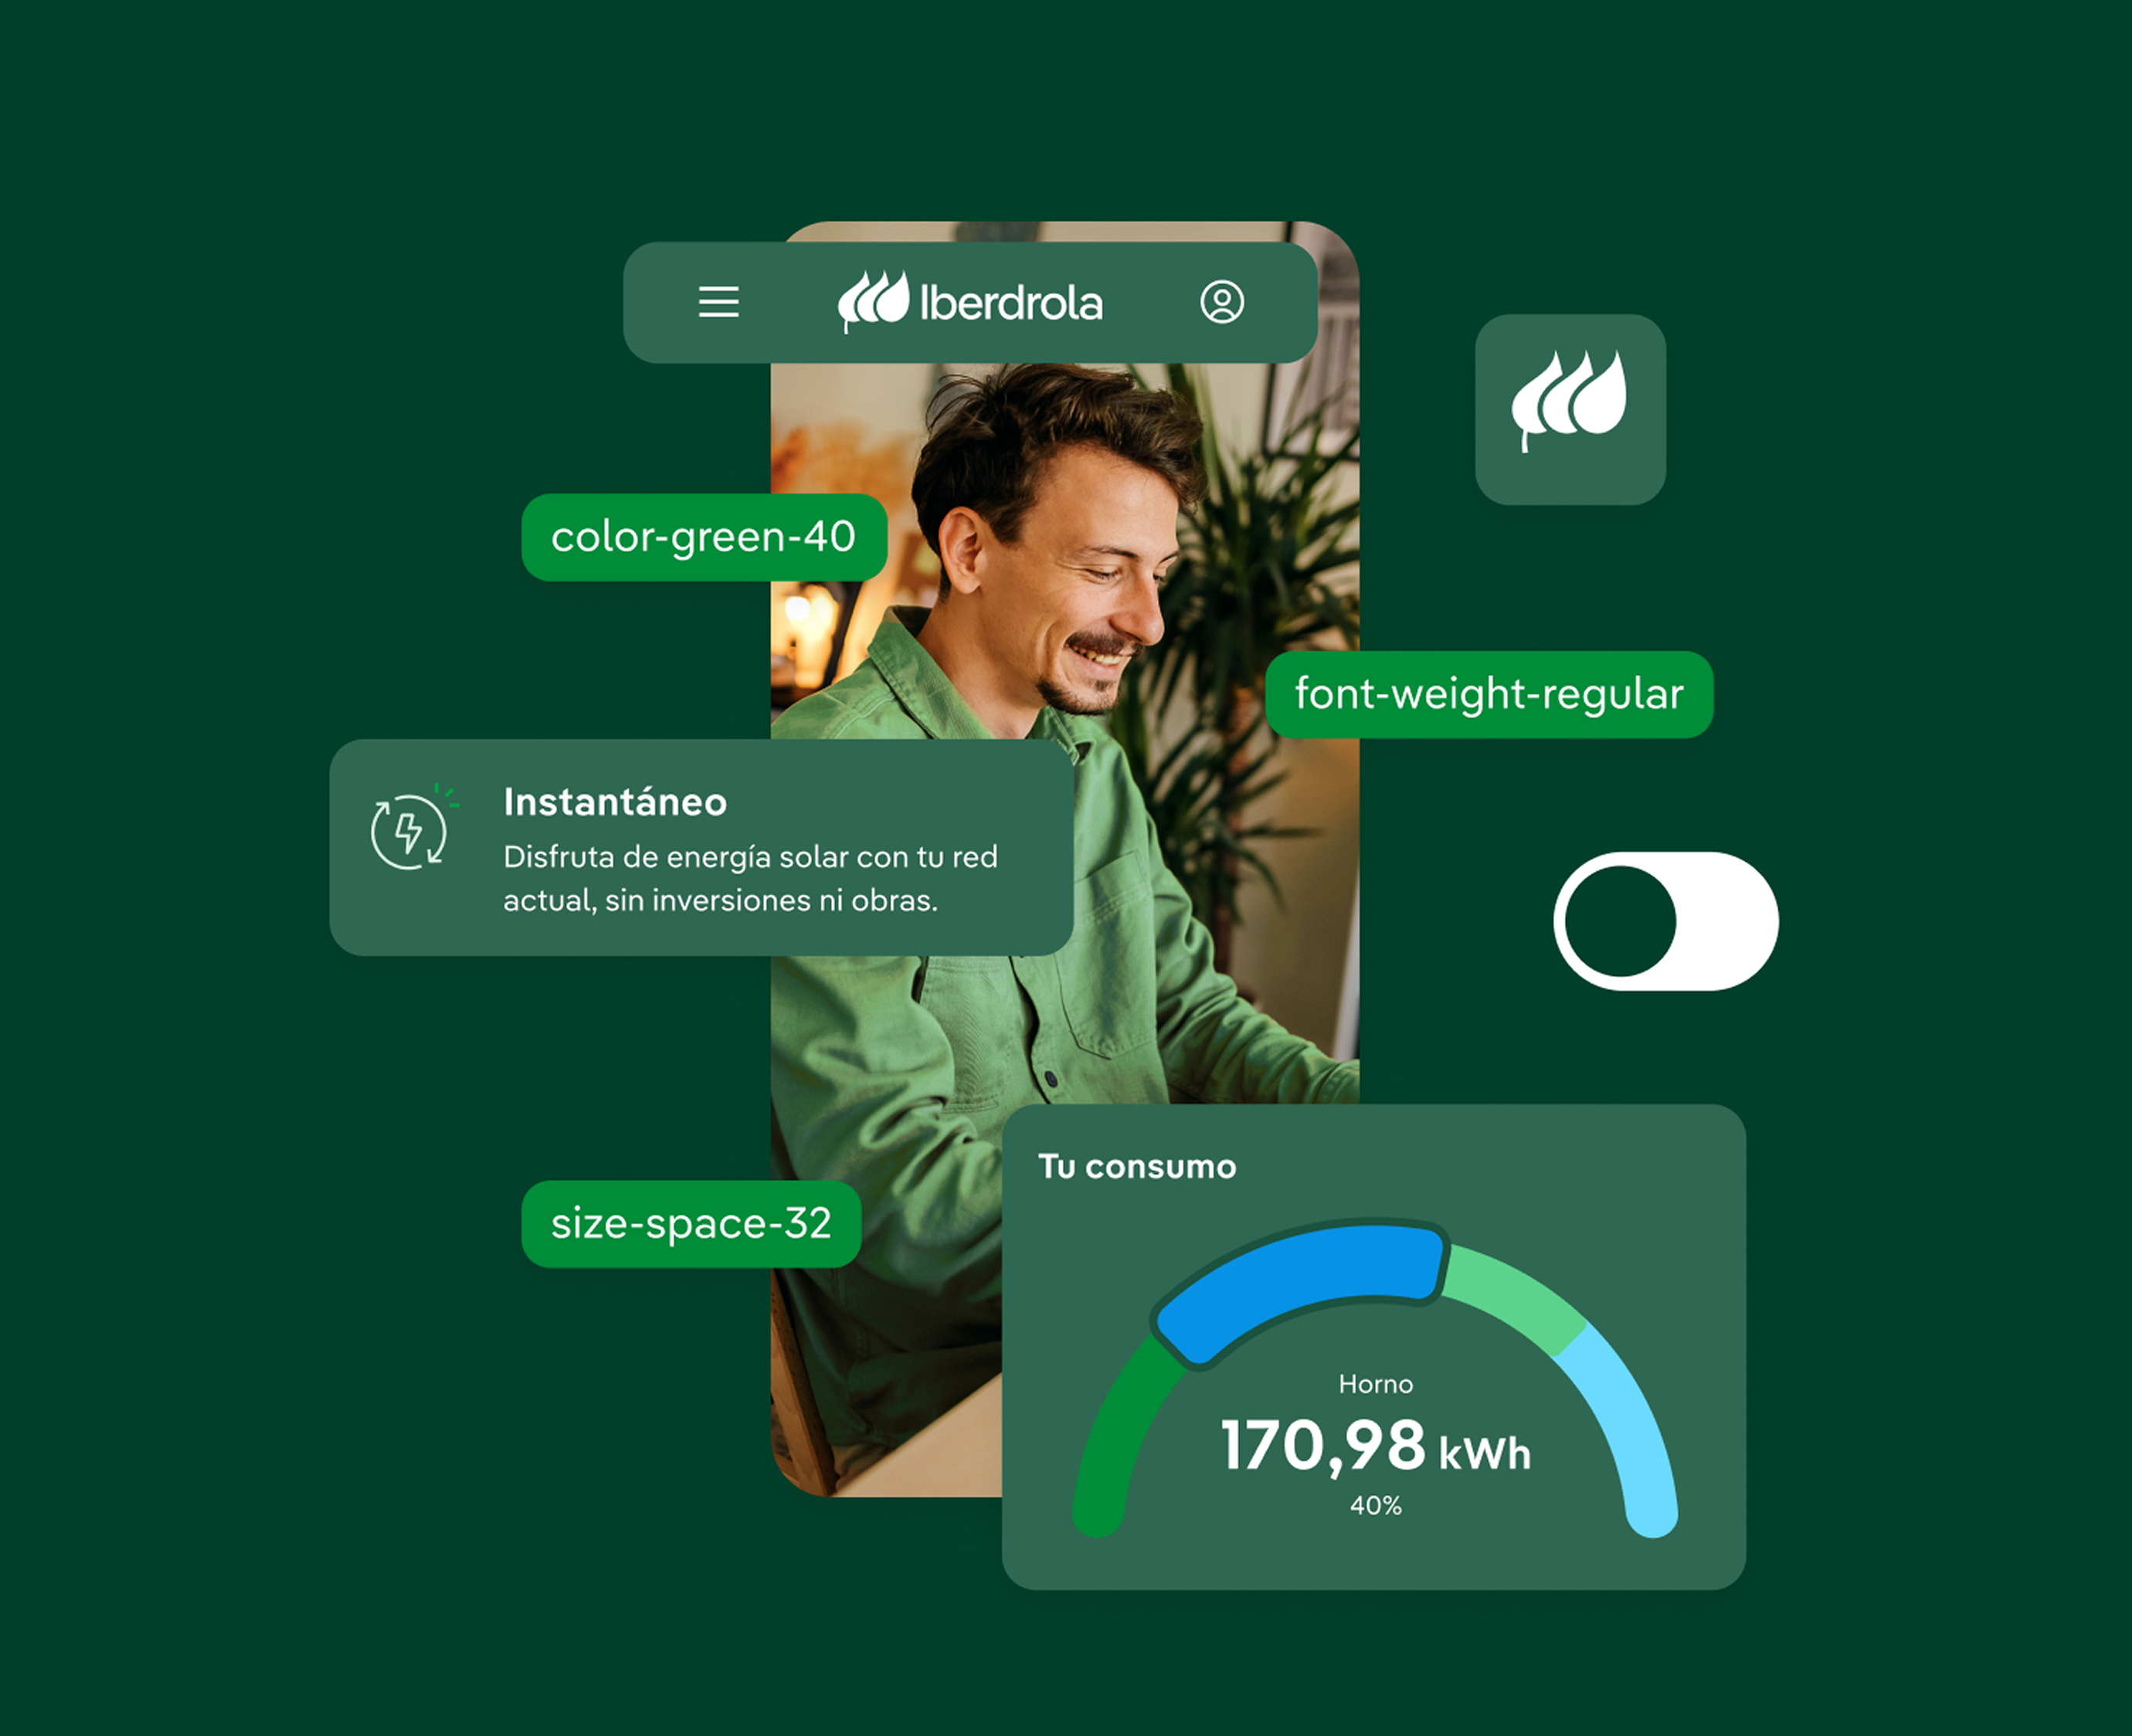 Iberdrola
color-green-40
font-weight-regular
Instantáneo
Disfruta de energía solar con tu red
actual, sin inversiones ni obras.
size-space-32
Tu consumo
Horno
170,98 kWh
40%